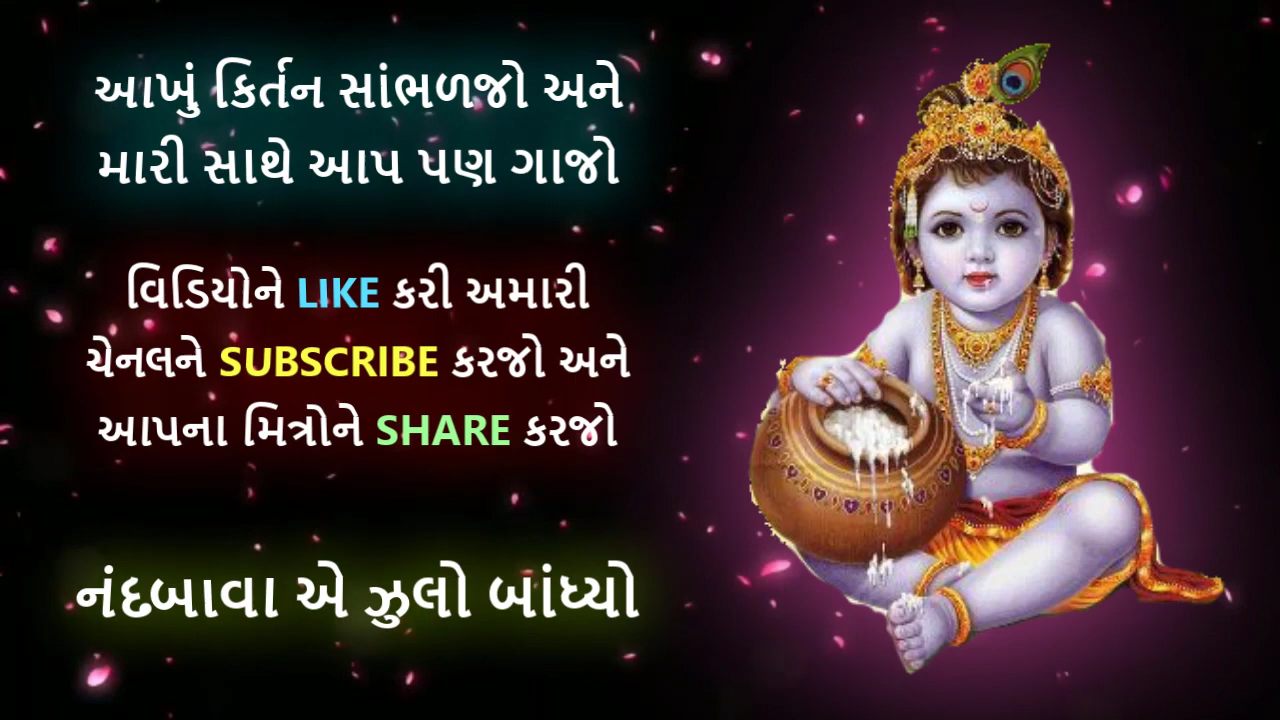 આખું કિર્તન સાંભળજો અને
મારી સાથે આપ પણ ગાજો
વિડિયોને LIKE કરી અમારી
ચેનલને SUBSCRIBE કરજો અને
આપના મિત્રોને SHARE કરજો
નંદબાવા એ ઝુલો બાંધ્યો